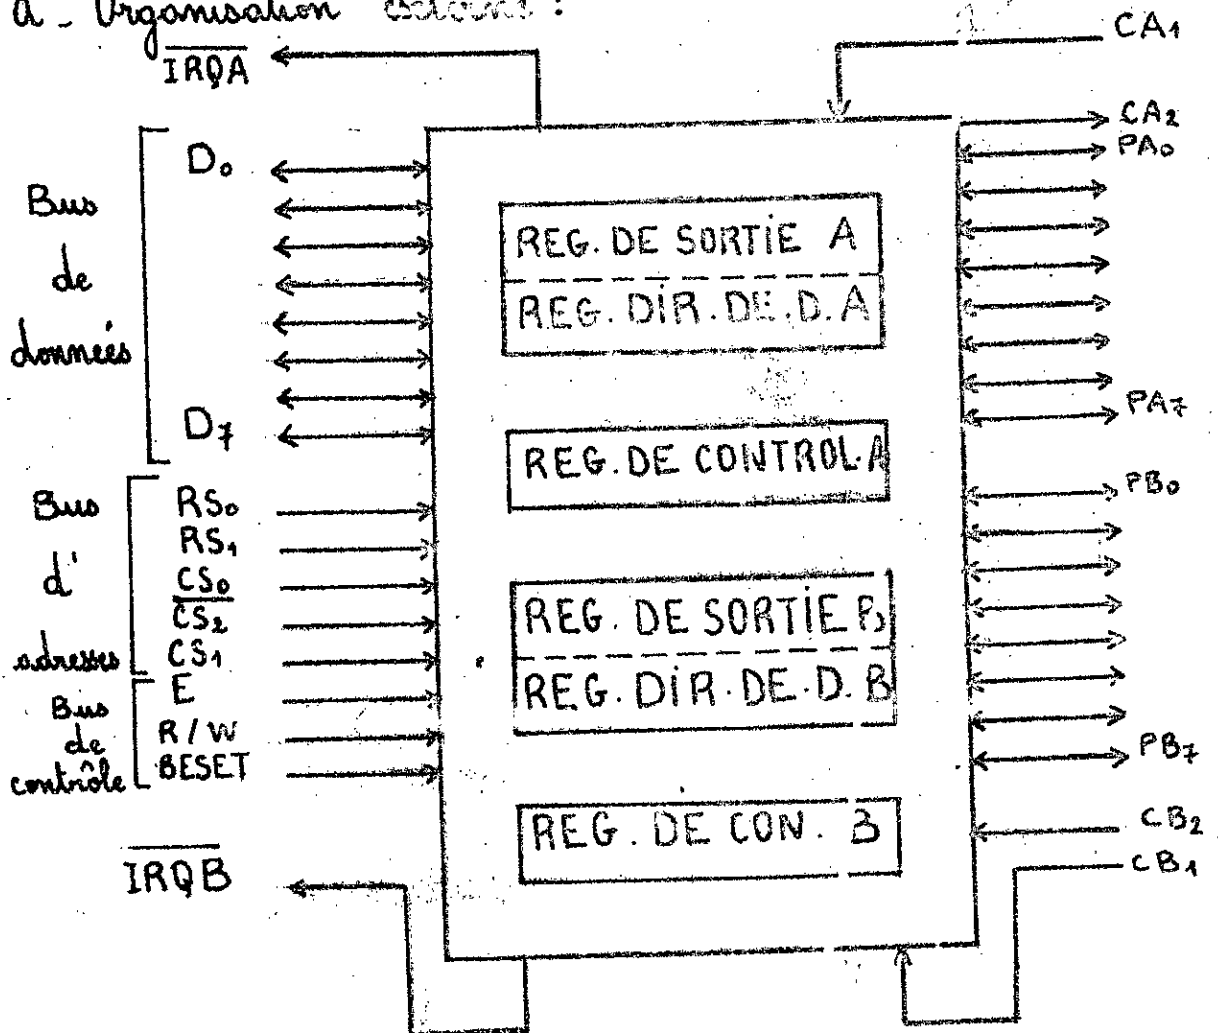 a - Organisation externe :
IRQA
CA1
CA2
PA0
Bus de données
D0
D7
PA7
REG. DE SORTIE A
REG. DIR. DE. D. A
REG. DE CONTROL. A
PB0
Bus d' adresses
RS0
RS1
CS0
CS2
CS1
REG. DE SORTIE B
REG. DIR. DE. D. B
Bus de contrôle
E
R / W
BESET
PB7
REG. DE CON. B
CB2
CB1
IRQB